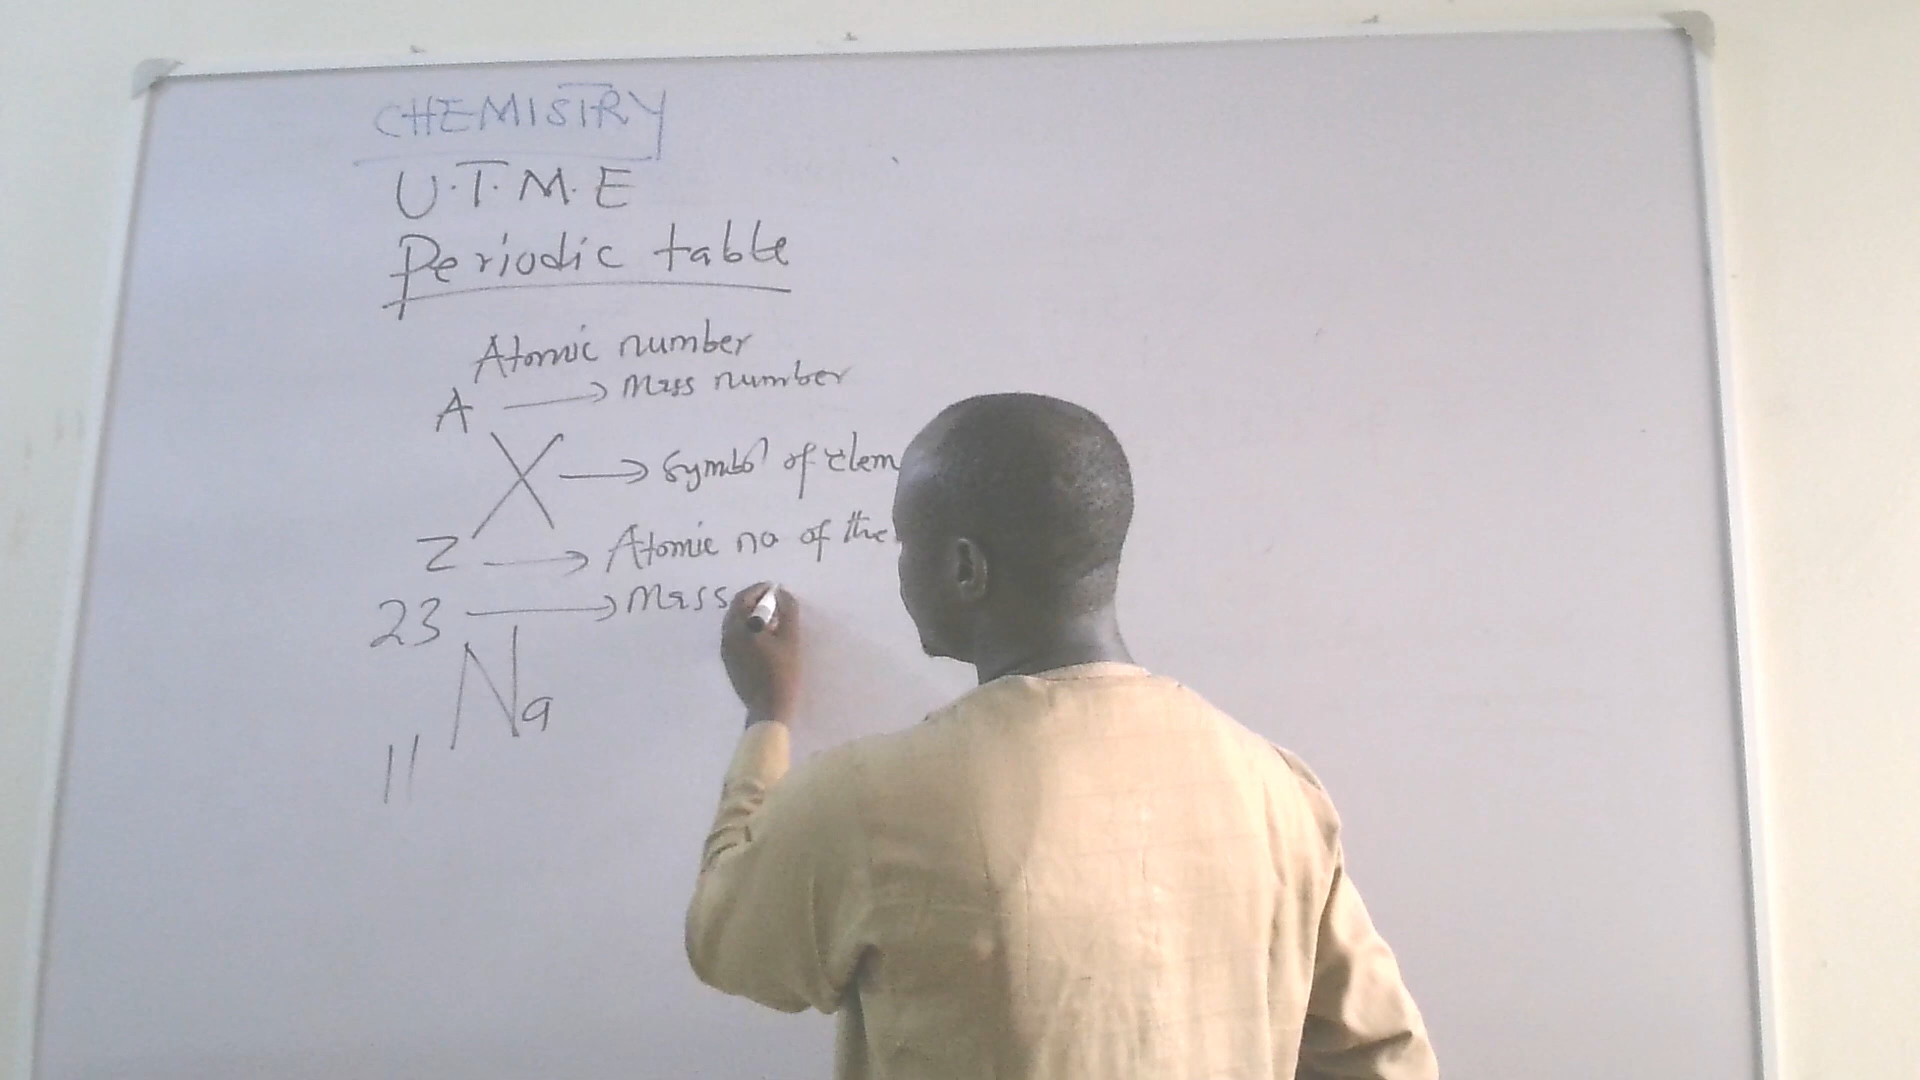 CHEMISTRY
U.T.M.E
Periodic table
Atomic number
A → Mass number
X → Symbol of elem
Z → Atomic no of the
23 → Mass
Na
11